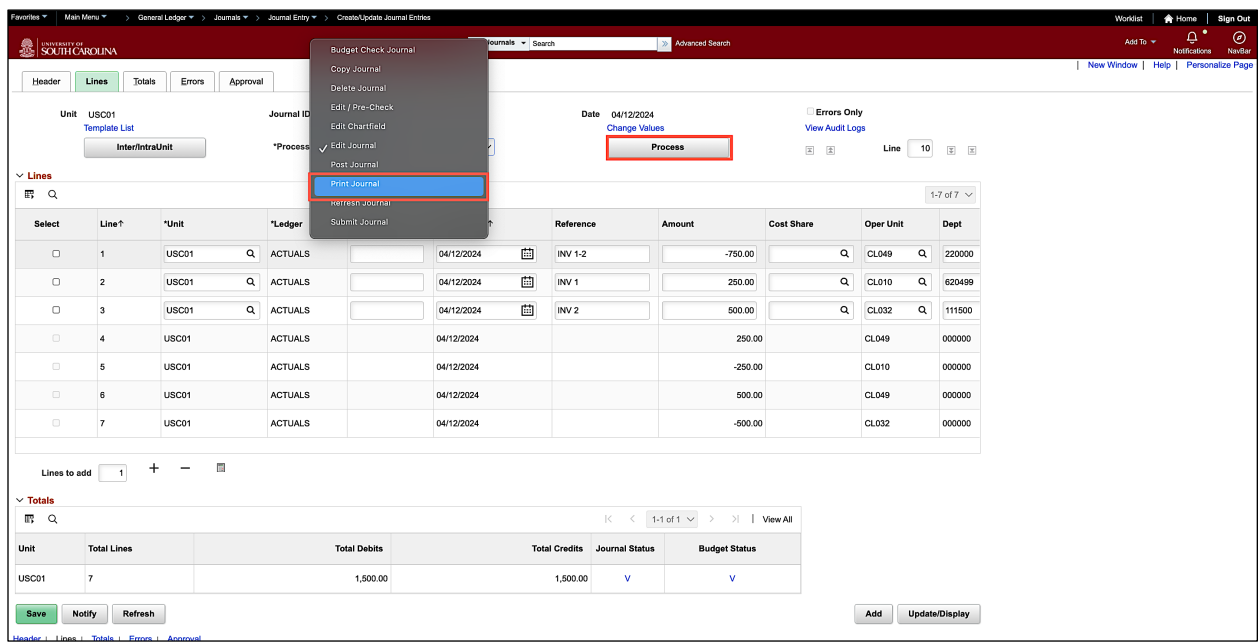 Favorites Main Menu > General Ledger > Journals > Journal Entry > Create/Update Journal Entries Worklist Home Sign Out
UNIVERSITY OF
SOUTH CAROLINA
Journals Search Advanced Search Add To Notifications NavBar
New Window | Help | Personalize Page
Header Lines Totals Errors Approval
Budget Check Journal
Copy Journal
Delete Journal
Edit / Pre-Check
Edit Chartfield
✓ Edit Journal
Post Journal
Print Journal
Refresh Journal
Submit Journal
Unit USC01 Journal ID Date 04/12/2024 Errors Only
Template List Change Values View Audit Logs
Inter/IntraUnit *Process Process Line 10
Lines
1-7 of 7
Select Line↑ *Unit *Ledger ↑ Reference Amount Cost Share Oper Unit Dept
1 USC01 ACTUALS 04/12/2024 INV 1-2 -750.00 CL049 220000
2 USC01 ACTUALS 04/12/2024 INV 1 250.00 CL010 620499
3 USC01 ACTUALS 04/12/2024 INV 2 500.00 CL032 111500
4 USC01 ACTUALS 04/12/2024 250.00 CL049 000000
5 USC01 ACTUALS 04/12/2024 -250.00 CL010 000000
6 USC01 ACTUALS 04/12/2024 500.00 CL049 000000
7 USC01 ACTUALS 04/12/2024 -500.00 CL032 000000
Lines to add 1 + −
Totals
1-1 of 1 | View All
Unit Total Lines Total Debits Total Credits Journal Status Budget Status
USC01 7 1,500.00 1,500.00 V V
Save Notify Refresh Add Update/Display
Header | Lines | Totals | Errors | Approval